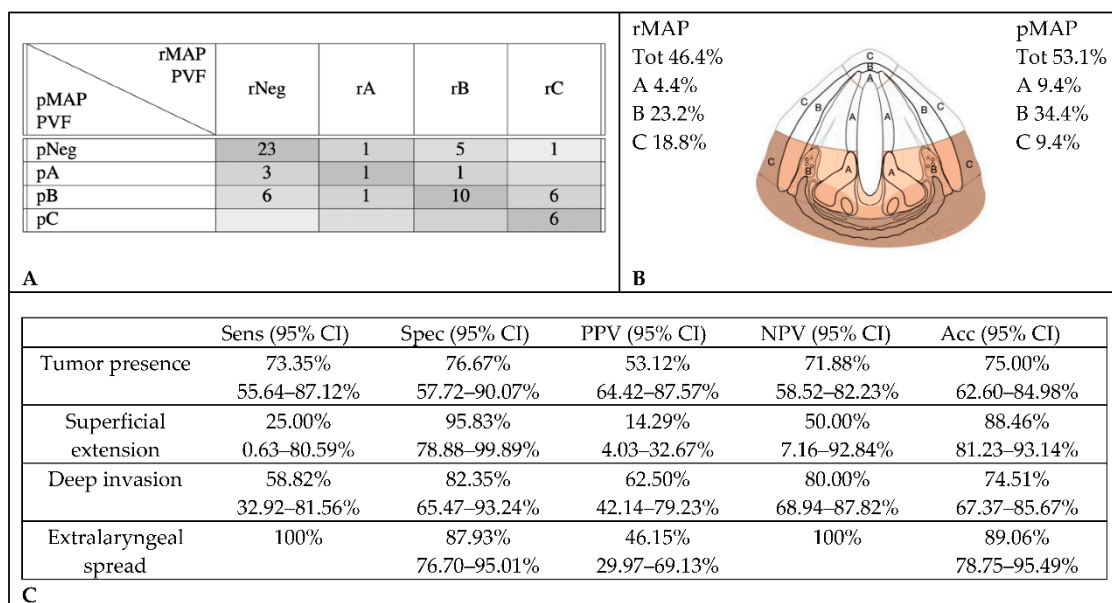 rMAP
PVF
pMAP
PVF
rNeg rA rB rC
pNeg 23 1 5 1
pA 3 1 1
pB 6 1 10 6
pC 6
A
rMAP
Tot 46.4%
A 4.4%
B 23.2%
C 18.8%
C
B
A
C B A A B C
C B A A B C
pMAP
Tot 53.1%
A 9.4%
B 34.4%
C 9.4%
B
Sens (95% CI) Spec (95% CI) PPV (95% CI) NPV (95% CI) Acc (95% CI)
Tumor presence 73.35% 76.67% 53.12% 71.88% 75.00%
55.64–87.12% 57.72–90.07% 64.42–87.57% 58.52–82.23% 62.60–84.98%
Superficial 25.00% 95.83% 14.29% 50.00% 88.46%
extension 0.63–80.59% 78.88–99.89% 4.03–32.67% 7.16–92.84% 81.23–93.14%
Deep invasion 58.82% 82.35% 62.50% 80.00% 74.51%
32.92–81.56% 65.47–93.24% 42.14–79.23% 68.94–87.82% 67.37–85.67%
Extralaryngeal 100% 87.93% 46.15% 100% 89.06%
spread 76.70–95.01% 29.97–69.13% 78.75–95.49%
C